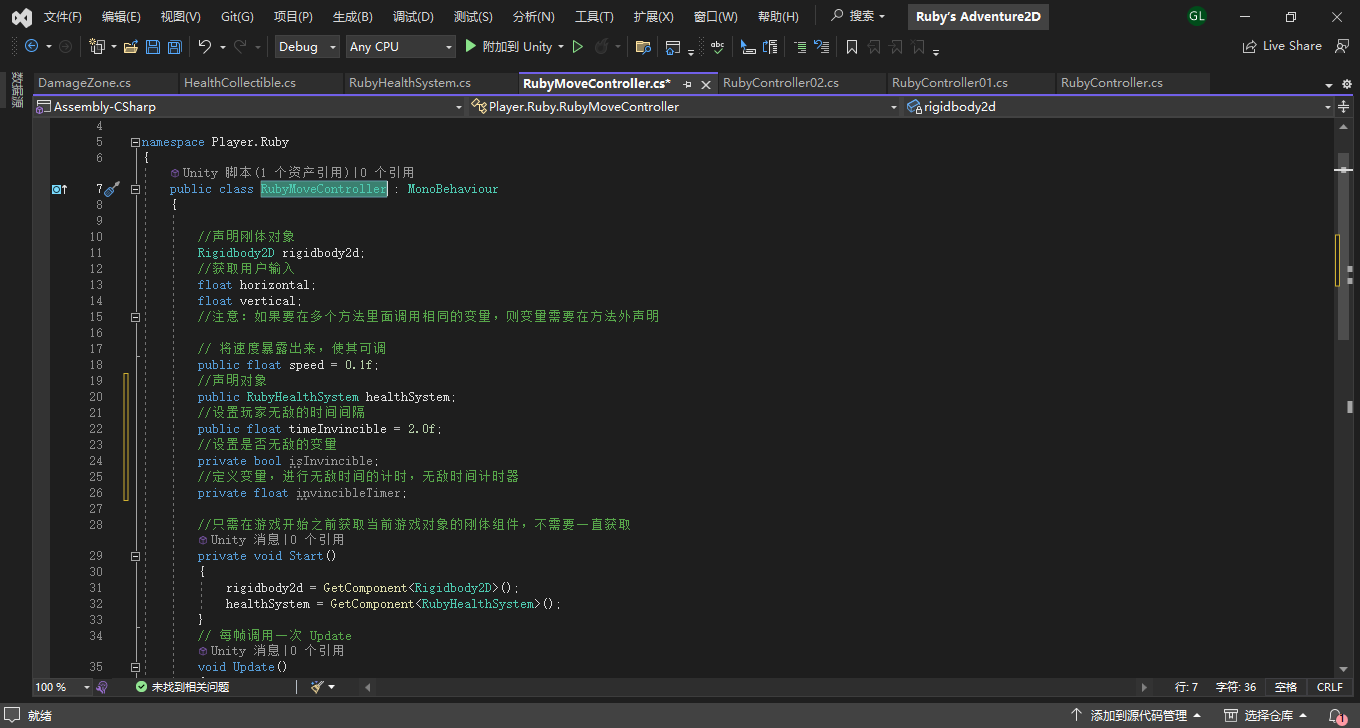 文件(F) 编辑(E) 视图(V) Git(G) 项目(P) 生成(B) 调试(D) 测试(S) 分析(N) 工具(T) 扩展(X) 窗口(W) 帮助(H) 搜索 Ruby's Adventure2D GL
Debug Any CPU 附加到 Unity Live Share
数据源
DamageZone.cs HealthCollectible.cs RubyHealthSystem.cs RubyMoveController.cs* RubyController02.cs RubyController01.cs RubyController.cs
Assembly-CSharp Player.Ruby.RubyMoveController rigidbody2d
4
5 namespace Player.Ruby
6 {
Unity 脚本(1 个资产引用)|0 个引用
7 public class RubyMoveController : MonoBehaviour
8 {
9
10 //声明刚体对象
11 Rigidbody2D rigidbody2d;
12 //获取用户输入
13 float horizontal;
14 float vertical;
15 //注意：如果要在多个方法里面调用相同的变量，则变量需要在方法外声明
16
17 // 将速度暴露出来，使其可调
18 public float speed = 0.1f;
19 //声明对象
20 public RubyHealthSystem healthSystem;
21 //设置玩家无敌的时间间隔
22 public float timeInvincible = 2.0f;
23 //设置是否无敌的变量
24 private bool isInvincible;
25 //定义变量，进行无敌时间的计时，无敌时间计时器
26 private float invincibleTimer;
27
28 //只需在游戏开始之前获取当前游戏对象的刚体组件，不需要一直获取
Unity 消息|0 个引用
29 private void Start()
30 {
31 rigidbody2d = GetComponent<Rigidbody2D>();
32 healthSystem = GetComponent<RubyHealthSystem>();
33 }
34 // 每帧调用一次 Update
Unity 消息|0 个引用
35 void Update()
100 % 未找到相关问题 行: 7 字符: 36 空格 CRLF
就绪 添加到源代码管理 选择仓库 1